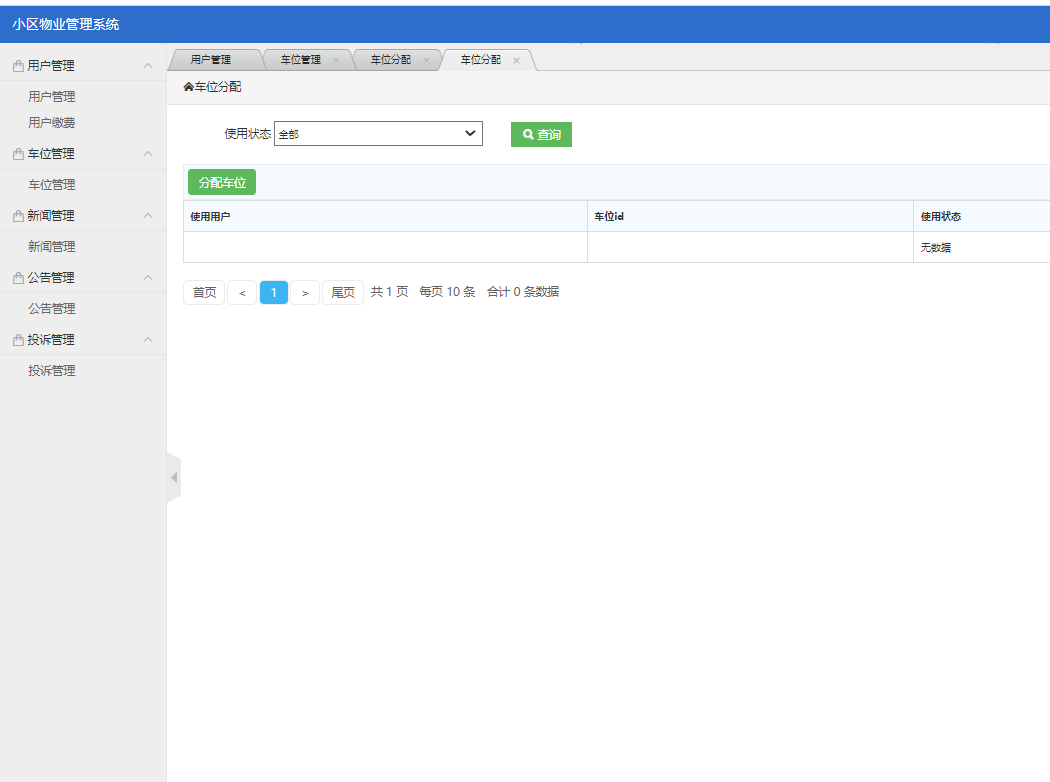 小区物业管理系统
用户管理
用户管理
用户缴费
车位管理
车位管理
新闻管理
新闻管理
公告管理
公告管理
投诉管理
投诉管理
用户管理 车位管理 × 车位分配 × 车位分配 ×
车位分配
使用状态 全部 查询
分配车位
使用用户 车位id 使用状态
无数据
首页 < 1 > 尾页 共 1 页 每页 10 条 合计 0 条数据